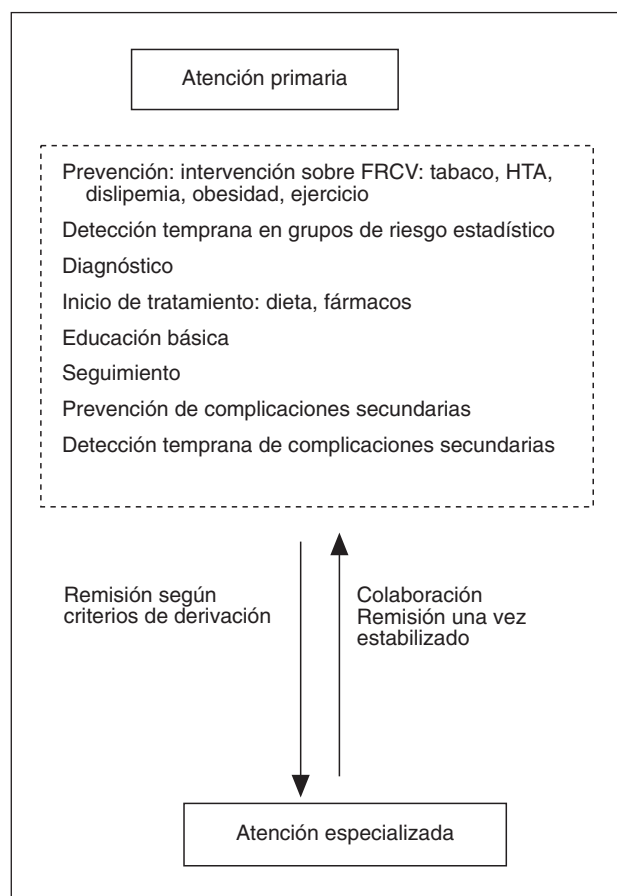 Atención primaria
Prevención: intervención sobre FRCV: tabaco, HTA,
dislipemia, obesidad, ejercicio
Detección temprana en grupos de riesgo estadístico
Diagnóstico
Inicio de tratamiento: dieta, fármacos
Educación básica
Seguimiento
Prevención de complicaciones secundarias
Detección temprana de complicaciones secundarias
Remisión según
criterios de derivación
Colaboración
Remisión una vez
estabilizado
Atención especializada